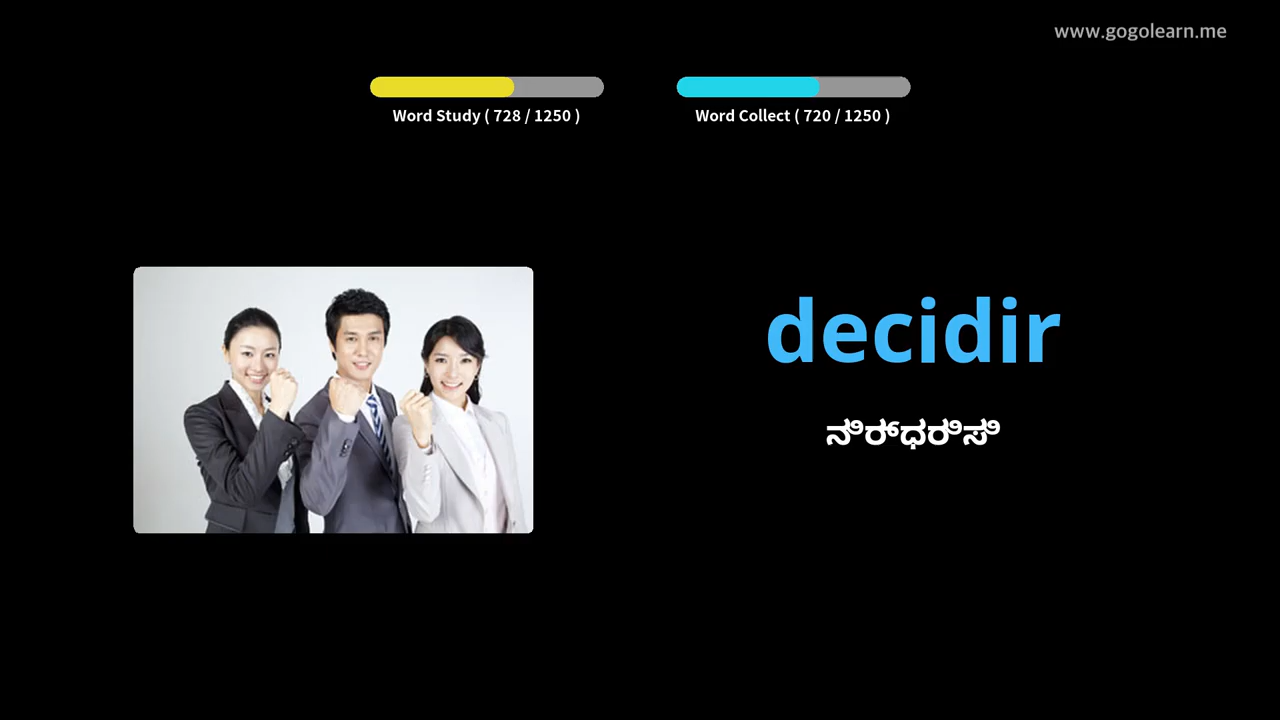 www.gogolearn.me
Word Study ( 728 / 1250 )
Word Collect ( 720 / 1250 )
decidir
ನಿರ್ಧರಿಸಿ